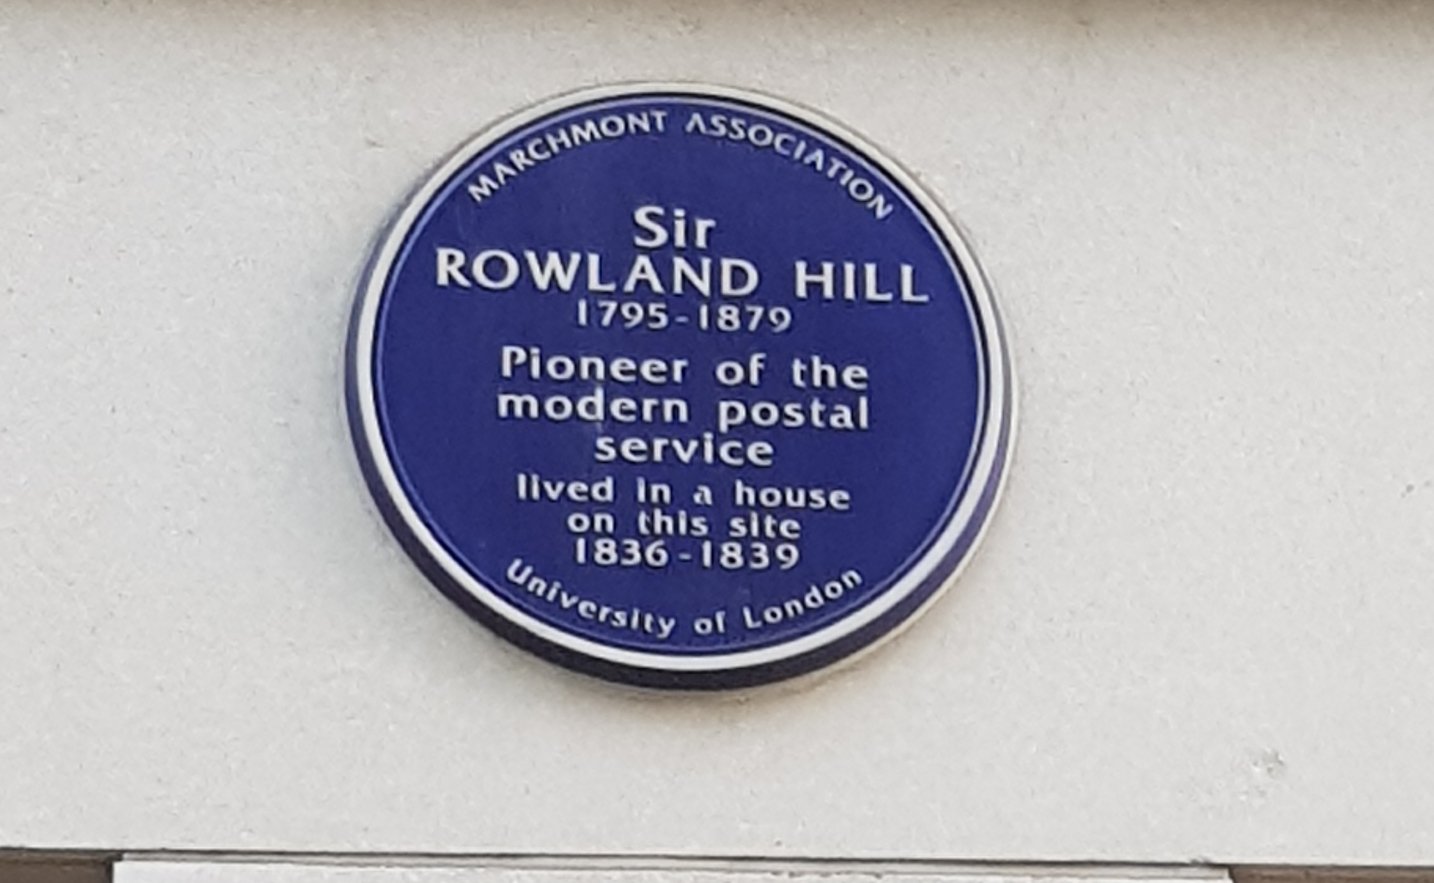 MARCHMONT ASSOCIATION
Sir
ROWLAND HILL
1795-1879
Pioneer of the
modern postal
service
lived in a house
on this site
1836-1839
University of London